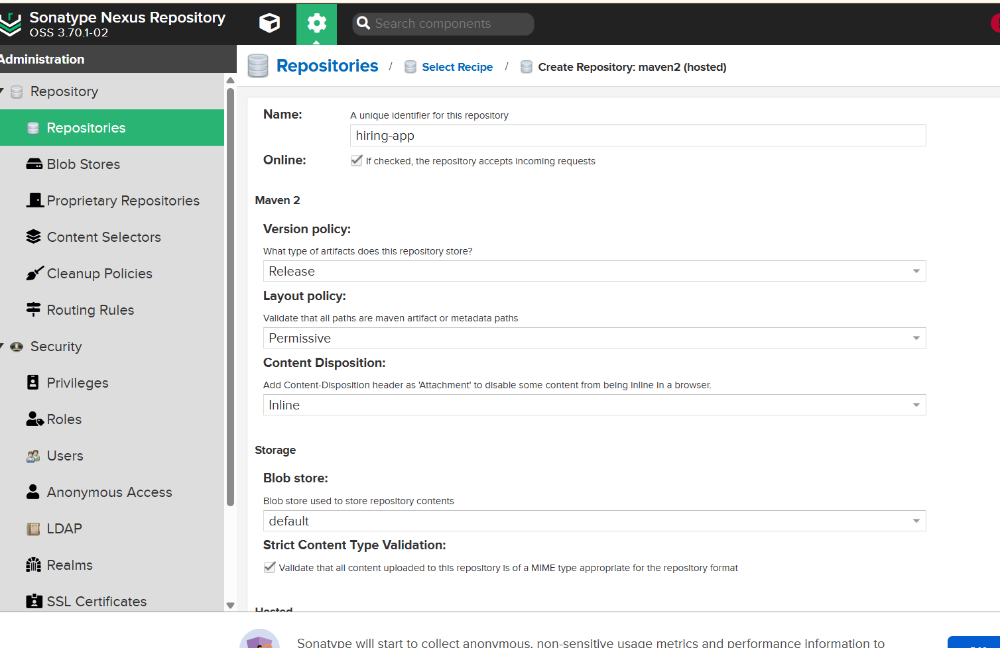 Sonatype Nexus Repository
OSS 3.70.1-02
Search components
Administration
Repository
Repositories
Blob Stores
Proprietary Repositories
Content Selectors
Cleanup Policies
Routing Rules
Security
Privileges
Roles
Users
Anonymous Access
LDAP
Realms
SSL Certificates
Repositories / Select Recipe / Create Repository: maven2 (hosted)
Name: A unique identifier for this repository
hiring-app
Online: If checked, the repository accepts incoming requests
Maven 2
Version policy:
What type of artifacts does this repository store?
Release
Layout policy:
Validate that all paths are maven artifact or metadata paths
Permissive
Content Disposition:
Add Content-Disposition header as 'Attachment' to disable some content from being inline in a browser.
Inline
Storage
Blob store:
Blob store used to store repository contents
default
Strict Content Type Validation:
Validate that all content uploaded to this repository is of a MIME type appropriate for the repository format
Hosted
Sonatype will start to collect anonymous, non-sensitive usage metrics and performance information to